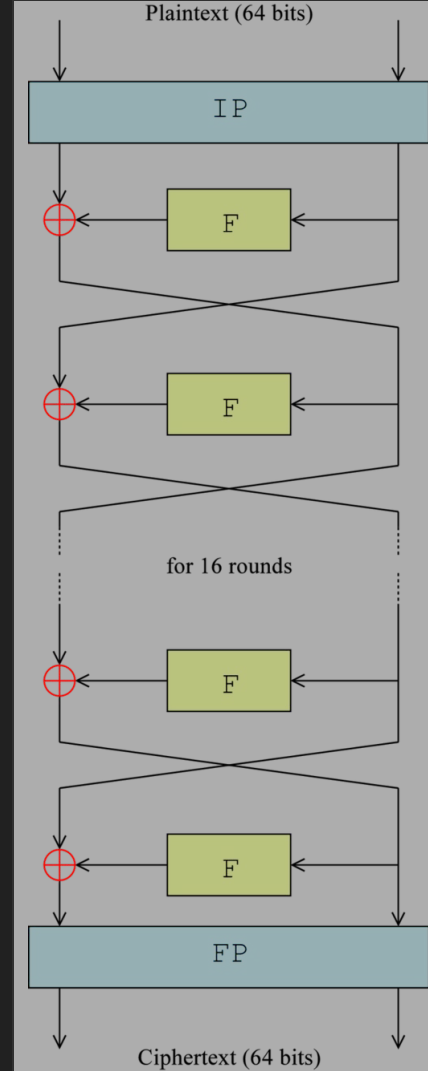 Plaintext (64 bits)
IP
F
F
for 16 rounds
F
F
FP
Ciphertext (64 bits)